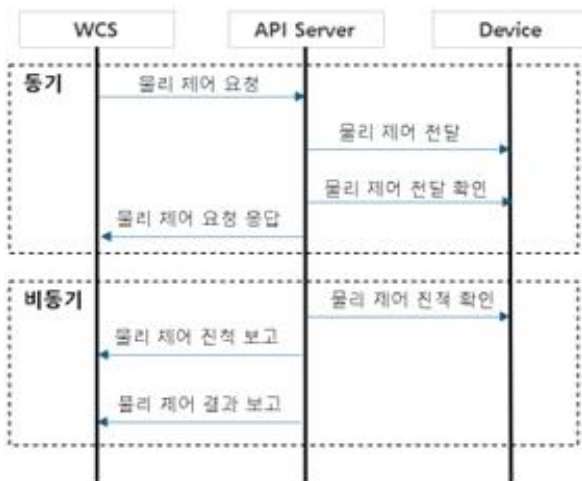 WCS
API Server
Device
동기
물리 제어 요청
물리 제어 전달
물리 제어 전달 확인
물리 제어 요청 응답
비동기
물리 제어 진척 확인
물리 제어 진척 보고
물리 제어 결과 보고